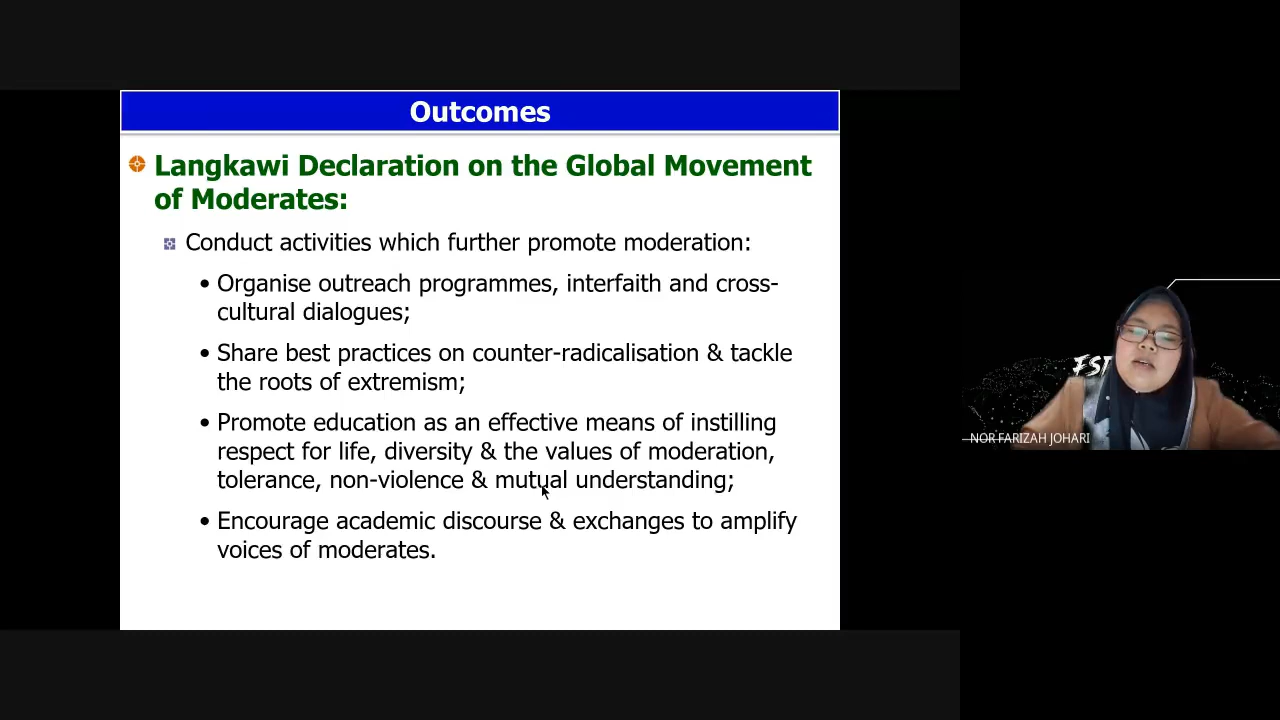 Outcomes
Langkawi Declaration on the Global Movement
of Moderates:
Conduct activities which further promote moderation:
• Organise outreach programmes, interfaith and cross-
cultural dialogues;
• Share best practices on counter-radicalisation & tackle
the roots of extremism;
• Promote education as an effective means of instilling
respect for life, diversity & the values of moderation,
tolerance, non-violence & mutual understanding;
• Encourage academic discourse & exchanges to amplify
voices of moderates.
NOR FARIZAH JOHARI